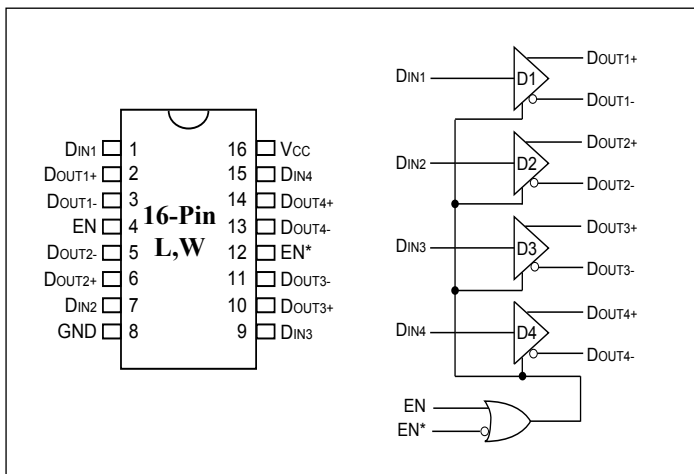 DIN1 1 16 VCC
DOUT1+ 2 15 DIN4
DOUT1- 3 14 DOUT4+
EN 4 13 DOUT4-
DOUT2- 5 12 EN*
DOUT2+ 6 11 DOUT3-
DIN2 7 10 DOUT3+
GND 8 9 DIN3
16-Pin
L,W
DIN1 D1 DOUT1+
DOUT1-
DIN2 D2 DOUT2+
DOUT2-
DIN3 D3 DOUT3+
DOUT3-
DIN4 D4 DOUT4+
DOUT4-
EN
EN*